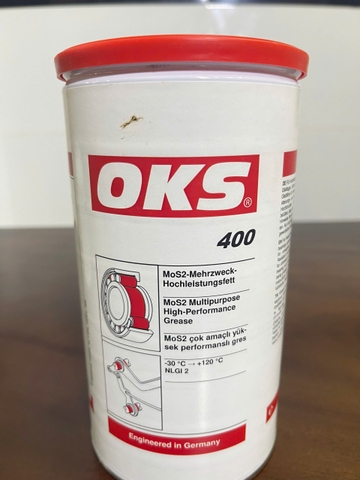 OKS®
400
MoS2-Mehrzweck-
Hochleistungsfett
MoS2 Multipurpose
High-Performance
Grease
MoS2 çok amaçlı yük-
sek performanslı gres
-30 °C → +120 °C
NLGI 2
Engineered in Germany